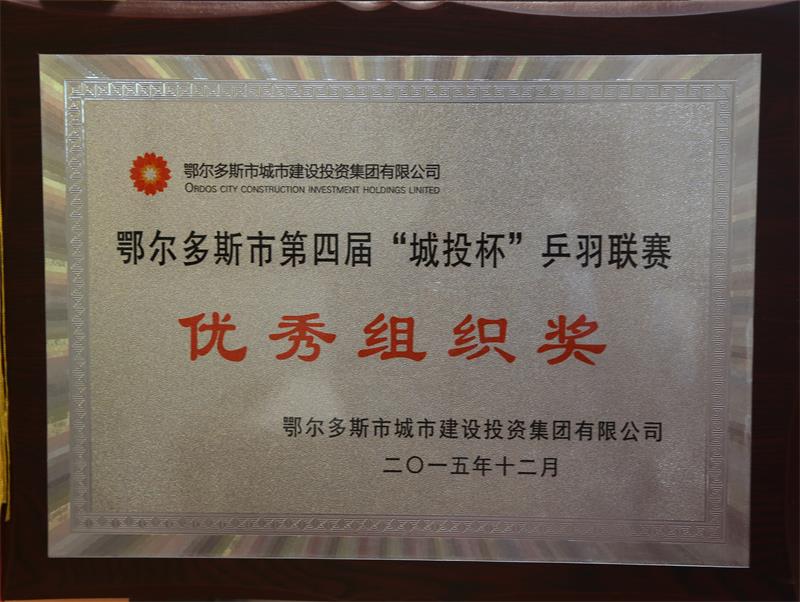 鄂尔多斯市城市建设投资集团有限公司
ORDOS CITY CONSTRUCTION INVESTMENT HOLDINGS LIMITED
鄂尔多斯市第四届“城投杯”乒羽联赛
优秀组织奖
鄂尔多斯市城市建设投资集团有限公司
二〇一五年十二月